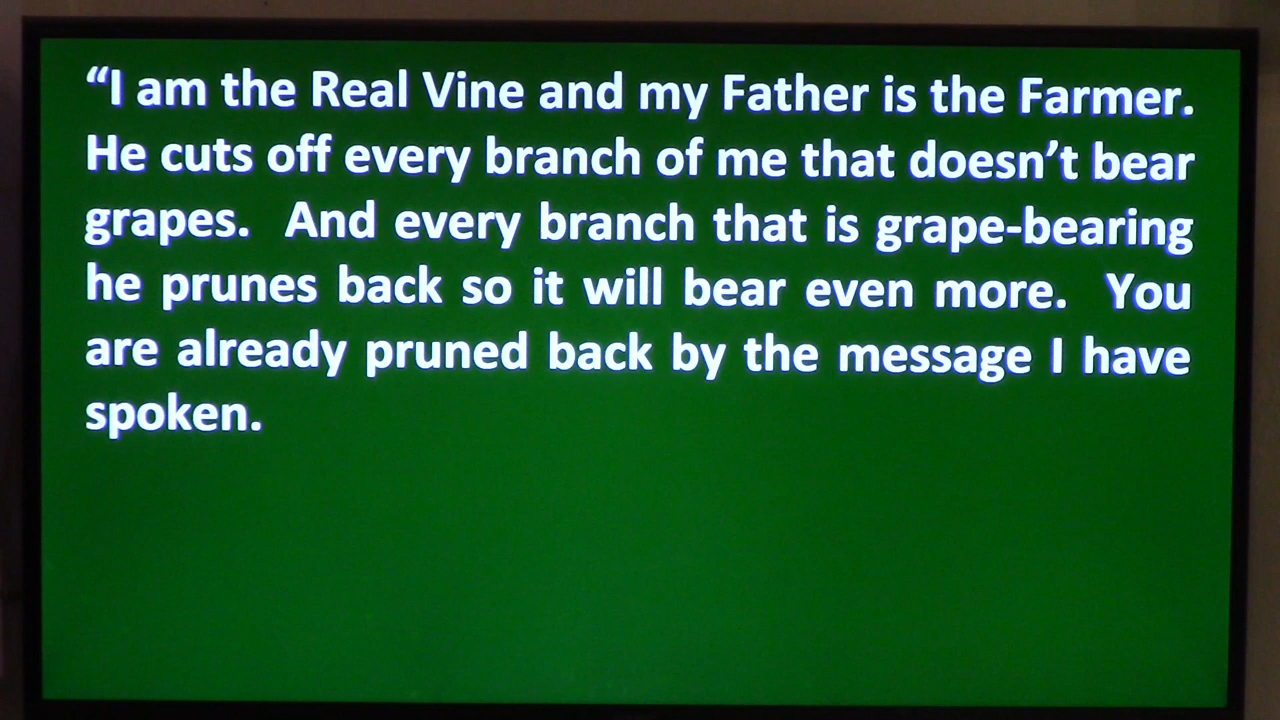 “I am the Real Vine and my Father is the Farmer.
He cuts off every branch of me that doesn’t bear
grapes.  And every branch that is grape-bearing
he prunes back so it will bear even more.  You
are already pruned back by the message I have
spoken.